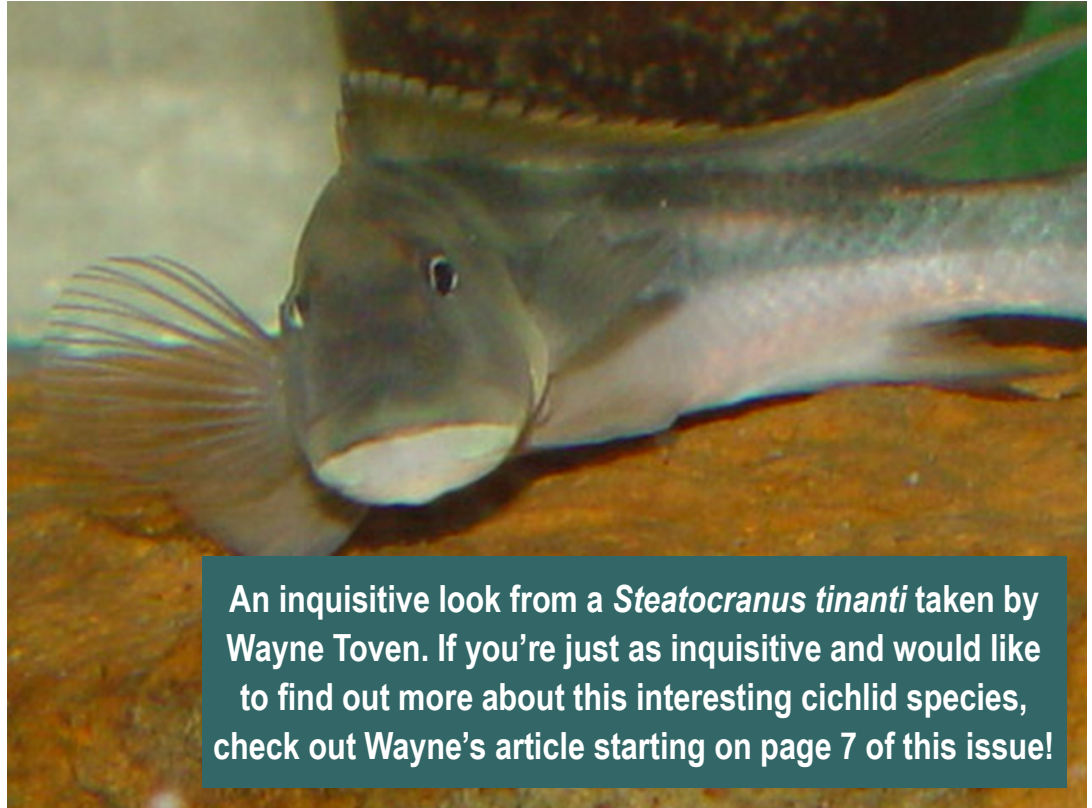 An inquisitive look from a Steatocranus tinanti taken by
Wayne Toven. If you’re just as inquisitive and would like
to find out more about this interesting cichlid species,
check out Wayne’s article starting on page 7 of this issue!